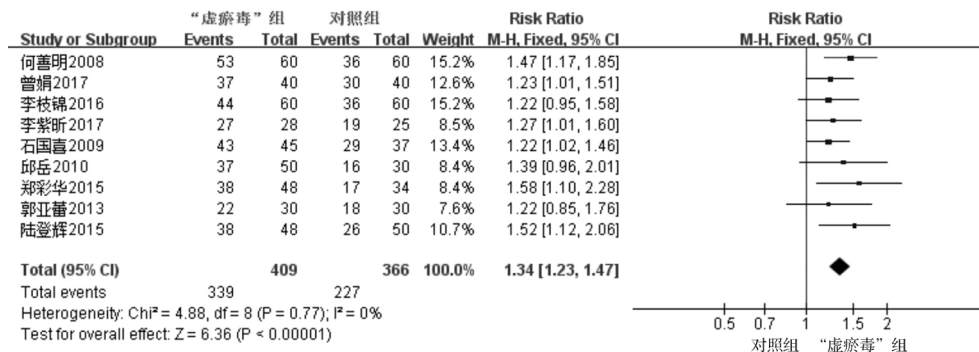 “虚瘀毒”组 对照组 Risk Ratio Risk Ratio
Study or Subgroup Events Total Events Total Weight M-H, Fixed, 95% CI M-H, Fixed, 95% CI
何善明2008 53 60 36 60 15.2% 1.47 [1.17, 1.85]
曾娟2017 37 40 30 40 12.6% 1.23 [1.01, 1.51]
李枝锦2016 44 60 36 60 15.2% 1.22 [0.95, 1.58]
李紫昕2017 27 28 19 25 8.5% 1.27 [1.01, 1.60]
石国喜2009 43 45 29 37 13.4% 1.22 [1.02, 1.46]
邱岳2010 37 50 16 30 8.4% 1.39 [0.96, 2.01]
郑彩华2015 38 48 17 34 8.4% 1.58 [1.10, 2.28]
郭亚蕾2013 22 30 18 30 7.6% 1.22 [0.85, 1.76]
陆登辉2015 38 48 26 50 10.7% 1.52 [1.12, 2.06]
Total (95% CI) 409 366 100.0% 1.34 [1.23, 1.47]
Total events 339 227
Heterogeneity: Chi² = 4.88, df = 8 (P = 0.77); I² = 0%
Test for overall effect: Z = 6.36 (P < 0.00001)
0.5 0.7 1 1.5 2
对照组 “虚瘀毒”组